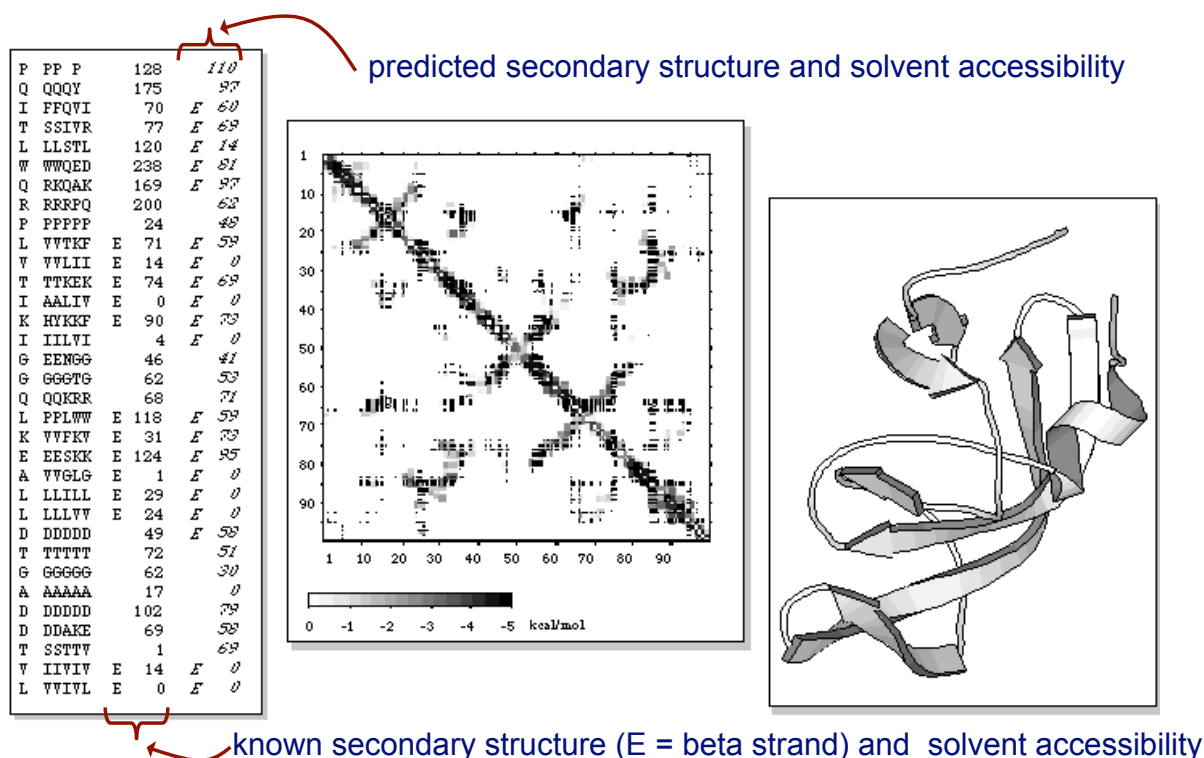 predicted secondary structure and solvent accessibility
P PP P 128 110
Q QQQY 175 97
I FFQVI 70 E 60
T SSIVR 77 E 69
L LLSTL 120 E 14
W WWQED 238 E 81
Q RKQAK 169 E 97
R RRRPQ 200 62
P PPPPP 24 48
L VVTKF E 71 E 59
V VVLII E 14 E 0
T TTKEK E 74 E 69
I AALIV E 0 E 0
K HYKKF E 90 E 73
I IILVI 4 E 0
G EENGG 46 41
G GGGTG 62 53
Q QQKRR 68 71
L PPLWW E 118 E 59
K VVFKV E 31 E 73
E EESKK E 124 E 95
A VVGLG E 1 E 0
L LLILL E 29 E 0
L LLLVV E 24 E 0
D DDDDD 49 E 58
T TTTTT 72 51
G GGGGG 62 30
A AAAAA 17 0
D DDDDD 102 79
D DDAKE 69 58
T SSTTV 1 69
V IIVIV E 14 E 0
L VVIVL E 0 E 0
1
10
20
30
40
50
60
70
80
90
1 10 20 30 40 50 60 70 80 90
0 -1 -2 -3 -4 -5 kcal/mol
known secondary structure (E = beta strand) and solvent accessibility